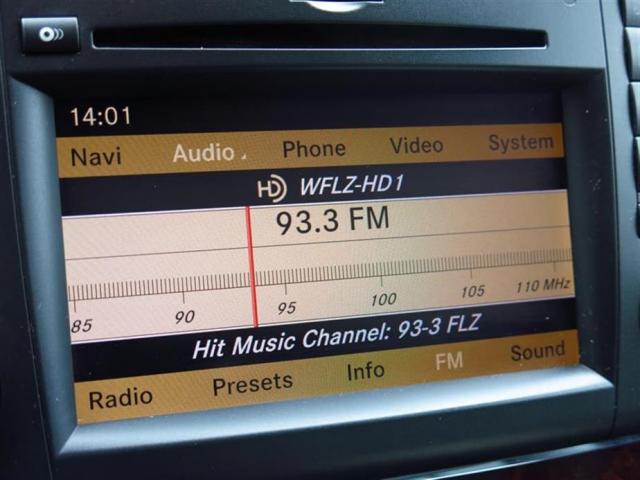 14:01
Navi Audio Phone Video System
HD WFLZ-HD1
93.3 FM
85 90 95 100 105 110 MHz
Hit Music Channel: 93-3 FLZ
Radio Presets Info FM Sound